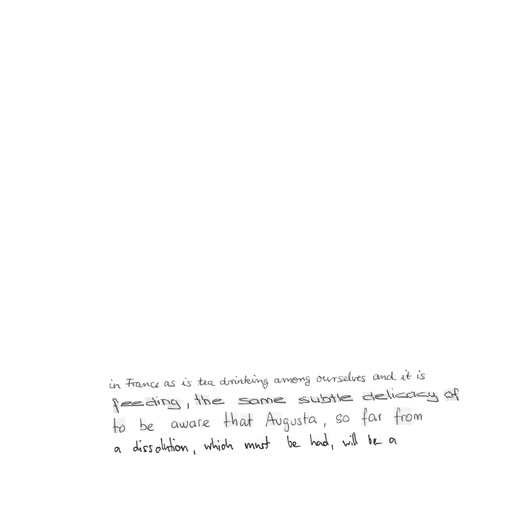 in France as is tea drinking among ourselves and it is
feeding, the same subtle delicacy of
to be aware that Augusta, so far from
a dissolution, which must be had, will be a